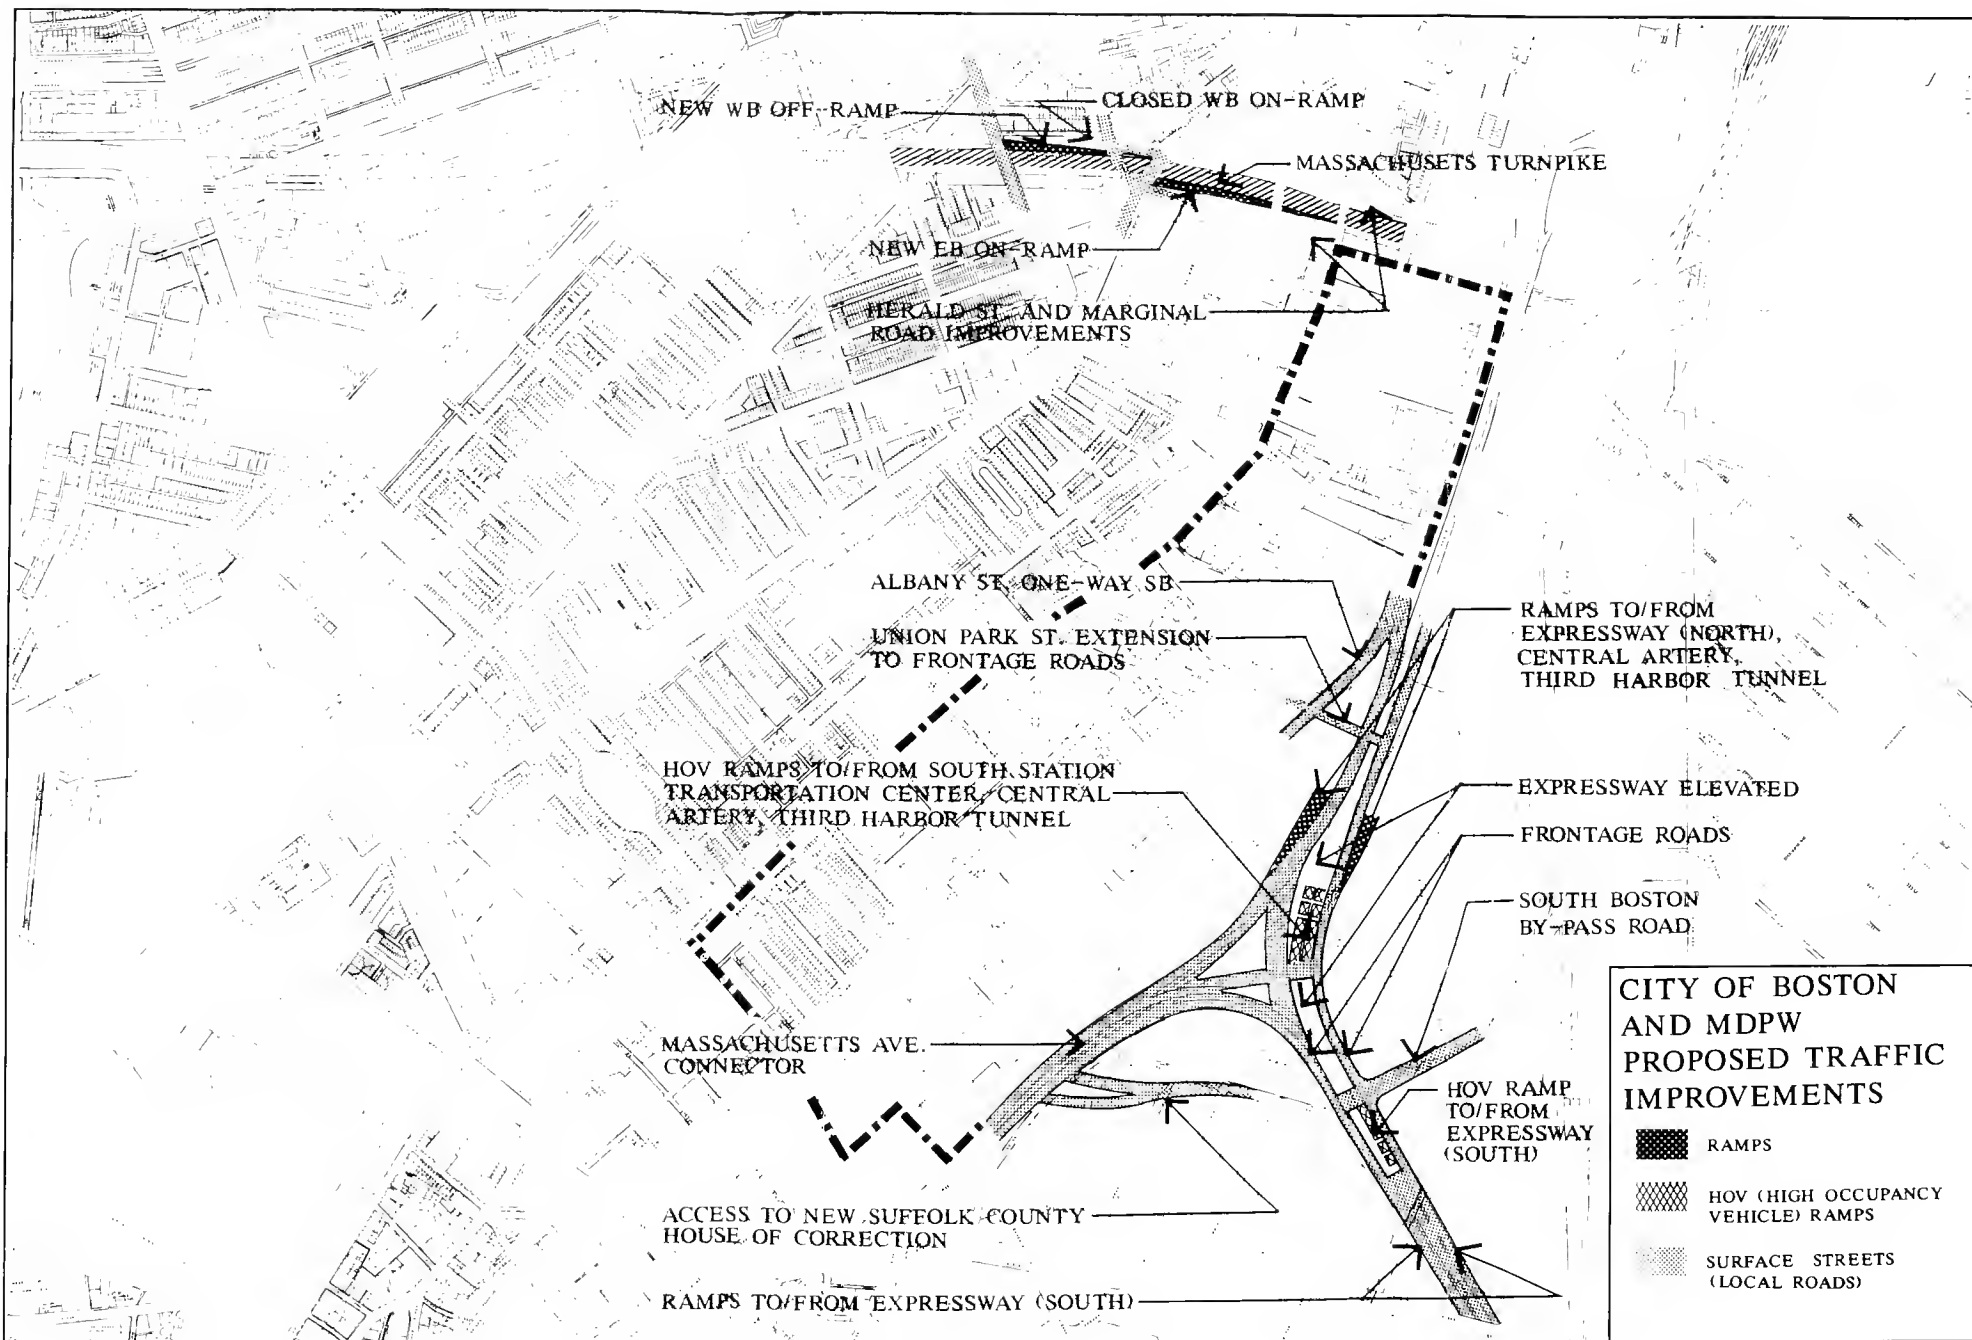 NEW WB OFF-RAMP
CLOSED WB ON-RAMP
MASSACHUSETS TURNPIKE
NEW EB ON-RAMP
HERALD ST. AND MARGINAL
ROAD IMPROVEMENTS
ALBANY ST. ONE-WAY SB
UNION PARK ST. EXTENSION
TO FRONTAGE ROADS
RAMPS TO/FROM
EXPRESSWAY (NORTH),
CENTRAL ARTERY,
THIRD HARBOR TUNNEL
HOV RAMPS TO/FROM SOUTH STATION
TRANSPORTATION CENTER, CENTRAL
ARTERY, THIRD HARBOR TUNNEL
EXPRESSWAY ELEVATED
FRONTAGE ROADS
SOUTH BOSTON
BY-PASS ROAD
MASSACHUSETTS AVE.
CONNECTOR
HOV RAMP
TO/FROM
EXPRESSWAY
(SOUTH)
ACCESS TO NEW SUFFOLK COUNTY
HOUSE OF CORRECTION
RAMPS TO/FROM EXPRESSWAY (SOUTH)
CITY OF BOSTON
AND MDPW
PROPOSED TRAFFIC
IMPROVEMENTS
RAMPS
HOV (HIGH OCCUPANCY
VEHICLE) RAMPS
SURFACE STREETS
(LOCAL ROADS)